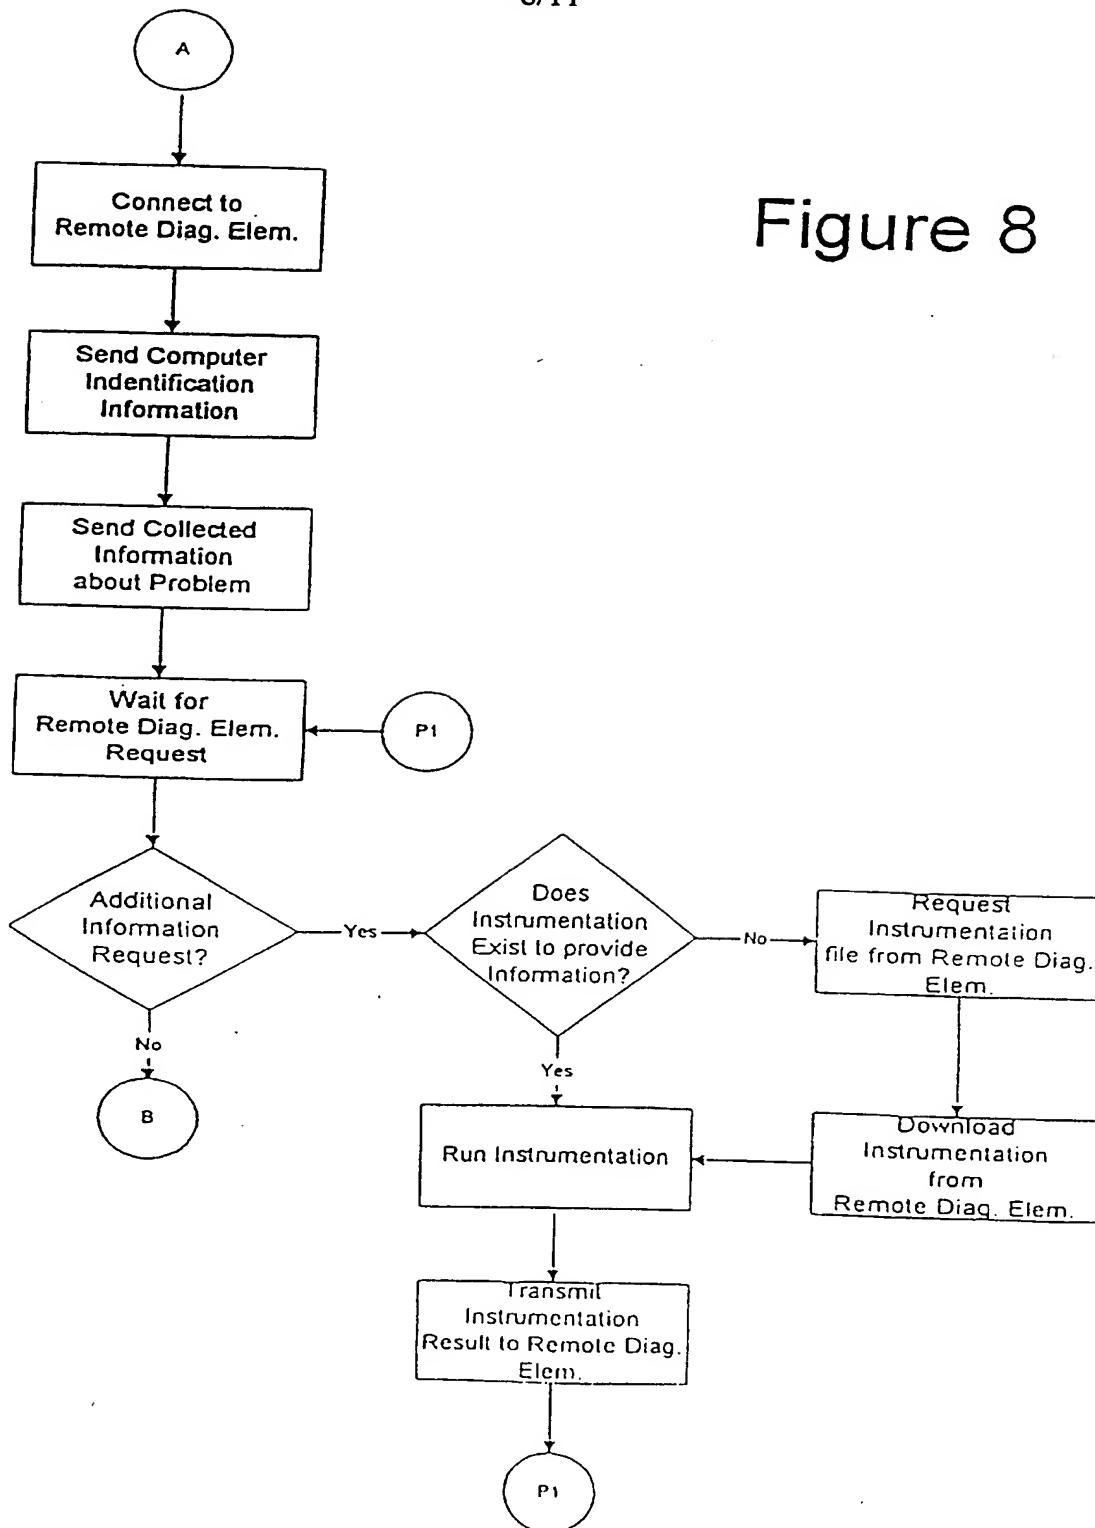 A
Connect to
Remote Diag. Elem.
Figure 8
Send Computer
Indentification
Information
Send Collected
Information
about Problem
Wait for
Remote Diag. Elem.
Request
P1
Additional
Information
Request?
Yes
Does
Instrumentation
Exist to provide
Information?
No
Request
Instrumentation
file from Remote Diag.
Elem.
No
B
Yes
Run Instrumentation
Download
Instrumentation
from
Remote Diag. Elem.
Transmit
Instrumentation
Result to Remote Diag.
Elem.
P1